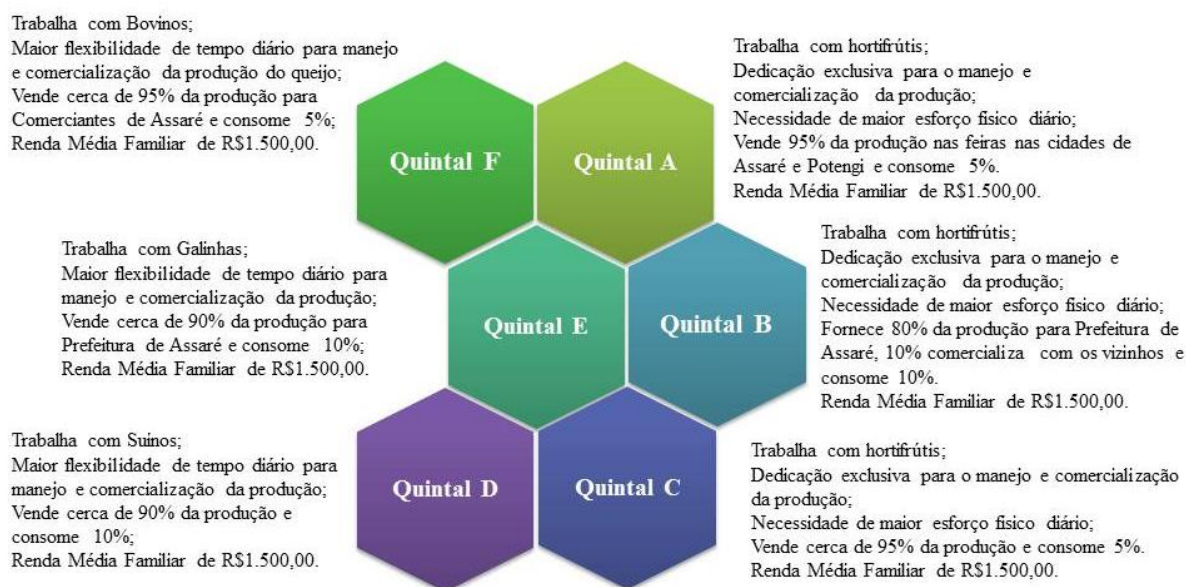 Trabalha com Bovinos;
Maior flexibilidade de tempo diário para manejo
e comercialização da produção do queijo;
Vende cerca de 95% da produção para
Comerciantes de Assaré e consome 5%;
Renda Média Familiar de R$1.500,00.
Quintal F
Quintal A
Trabalha com hortifrútis;
Dedicação exclusiva para o manejo e
comercialização da produção;
Necessidade de maior esforço físico diário;
Vende 95% da produção nas feiras nas cidades de
Assaré e Potengi e consome 5%.
Renda Média Familiar de R$1.500,00.
Trabalha com Galinhas;
Maior flexibilidade de tempo diário para
manejo e comercialização da produção;
Vende cerca de 90% da produção para
Prefeitura de Assaré e consome 10%;
Renda Média Familiar de R$1.500,00.
Quintal E
Quintal B
Trabalha com hortifrútis;
Dedicação exclusiva para o manejo e
comercialização da produção;
Necessidade de maior esforço físico diário;
Fornece 80% da produção para Prefeitura de
Assaré, 10% comercializa com os vizinhos e
consome 10%.
Renda Média Familiar de R$1.500,00.
Trabalha com Suínos;
Maior flexibilidade de tempo diário para
manejo e comercialização da produção;
Vende cerca de 90% da produção e
consome 10%;
Renda Média Familiar de R$1.500,00.
Quintal D
Quintal C
Trabalha com hortifrútis;
Dedicação exclusiva para o manejo e comercialização
da produção;
Necessidade de maior esforço físico diário;
Vende cerca de 95% da produção e consome 5%.
Renda Média Familiar de R$1.500,00.